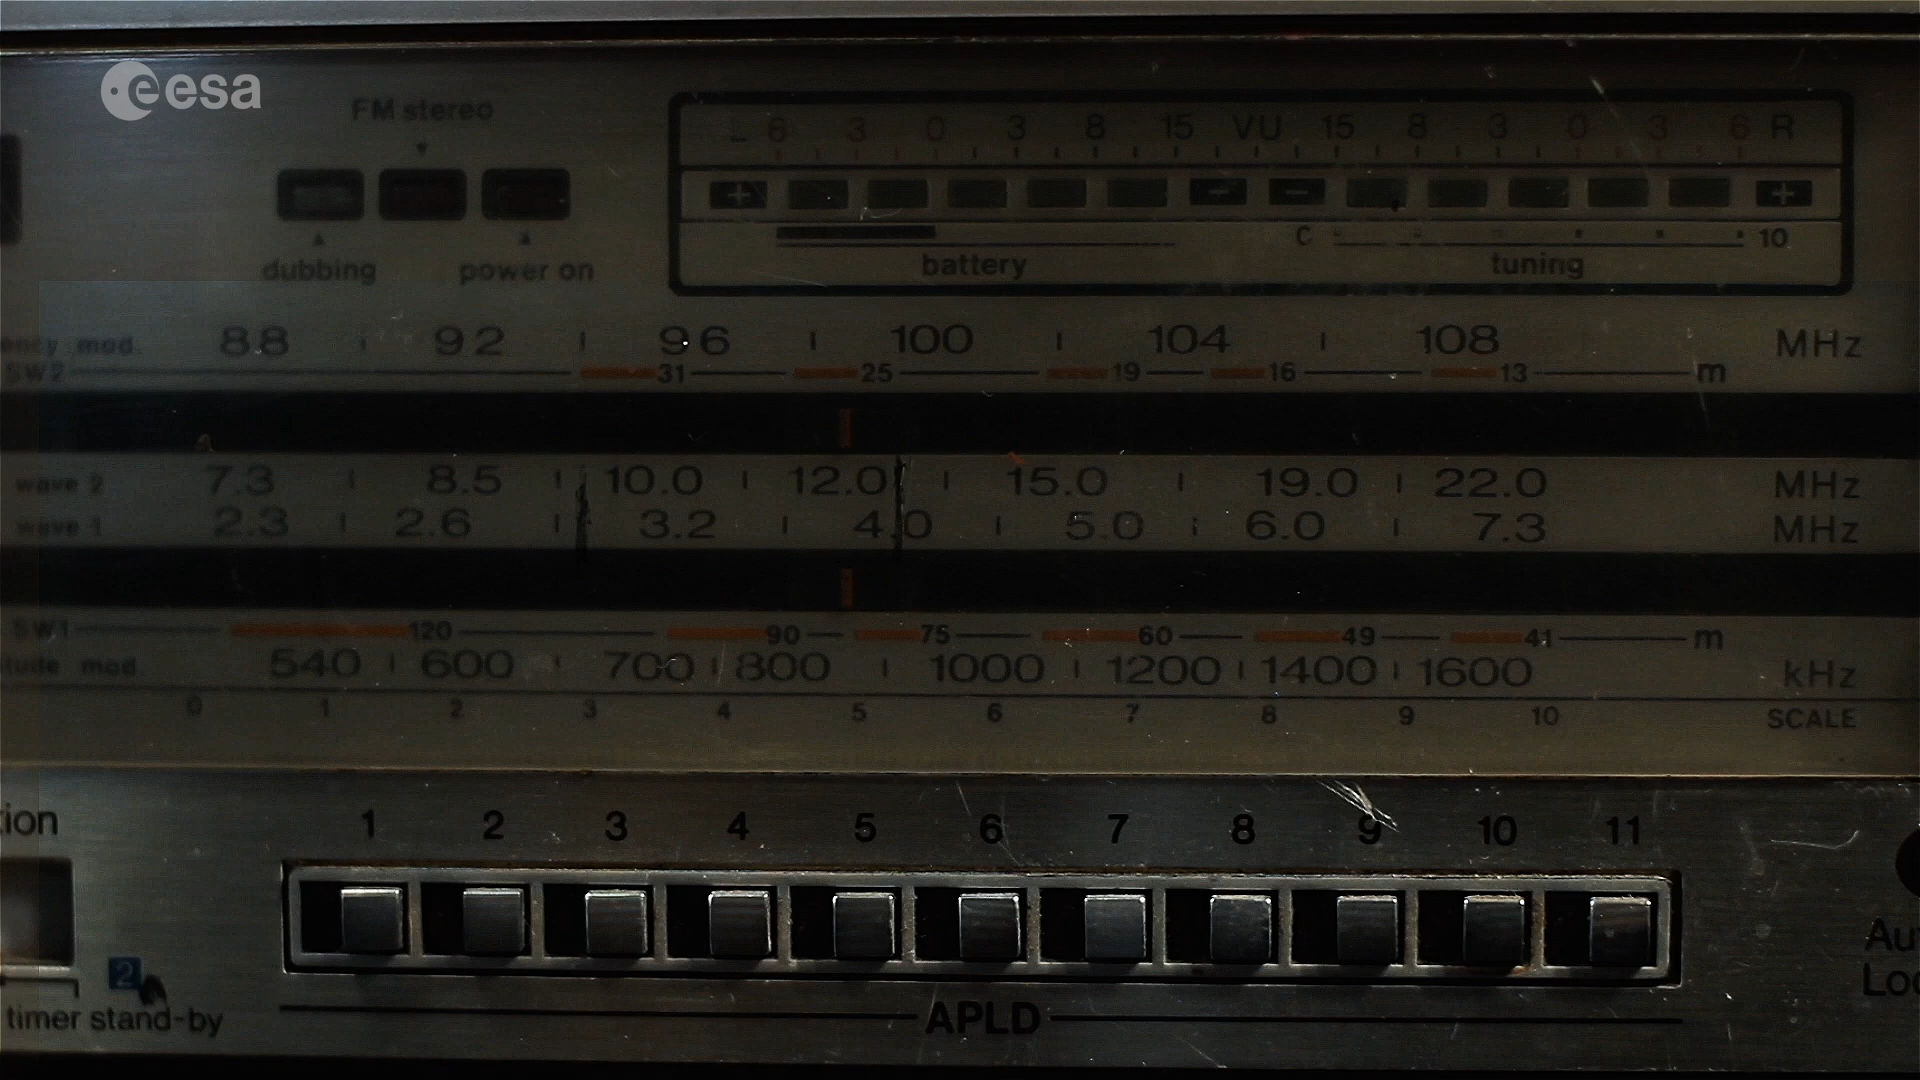 esa
FM stereo
L 6 3 0 3 8 15 VU 15 8 3 0 3 6 R
+ - - +
C 10
dubbing power on battery tuning
ency mod. 88 92 96 100 104 108 MHz
SW2 31 25 19 16 13 m
wave 2 7.3 8.5 10.0 12.0 15.0 19.0 22.0 MHz
wave 1 2.3 2.6 3.2 4.0 5.0 6.0 7.3 MHz
SW1 120 90 75 60 49 41 m
itude mod. 540 600 700 800 1000 1200 1400 1600 kHz
0 1 2 3 4 5 6 7 8 9 10 SCALE
tion 1 2 3 4 5 6 7 8 9 10 11
Au
2 Loc
timer stand-by APLD